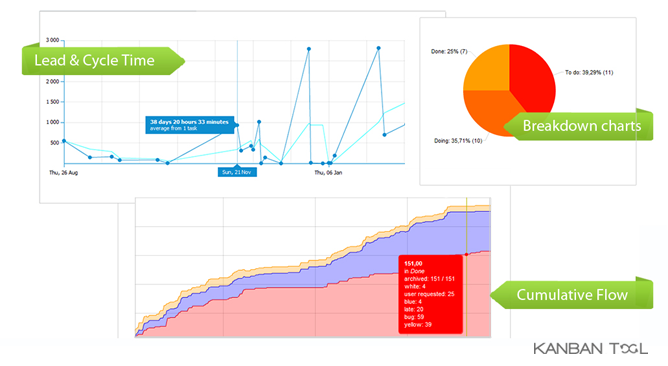 Lead & Cycle Time
3 000
2 500
2 000
1 500
1 000
500
38 days 20 hours 33 minutes
average from 1 task
Thu, 26 Aug
Sun, 21 Nov
Thu, 06 Jan
Done: 25% (7)
To do: 39,29% (11)
Doing: 35,71% (10)
Breakdown charts
151,00
in Done
archived: 151 / 151
white: 4
user requested: 25
blue: 4
late: 20
bug: 59
yellow: 39
Cumulative Flow
KANBAN TOOL